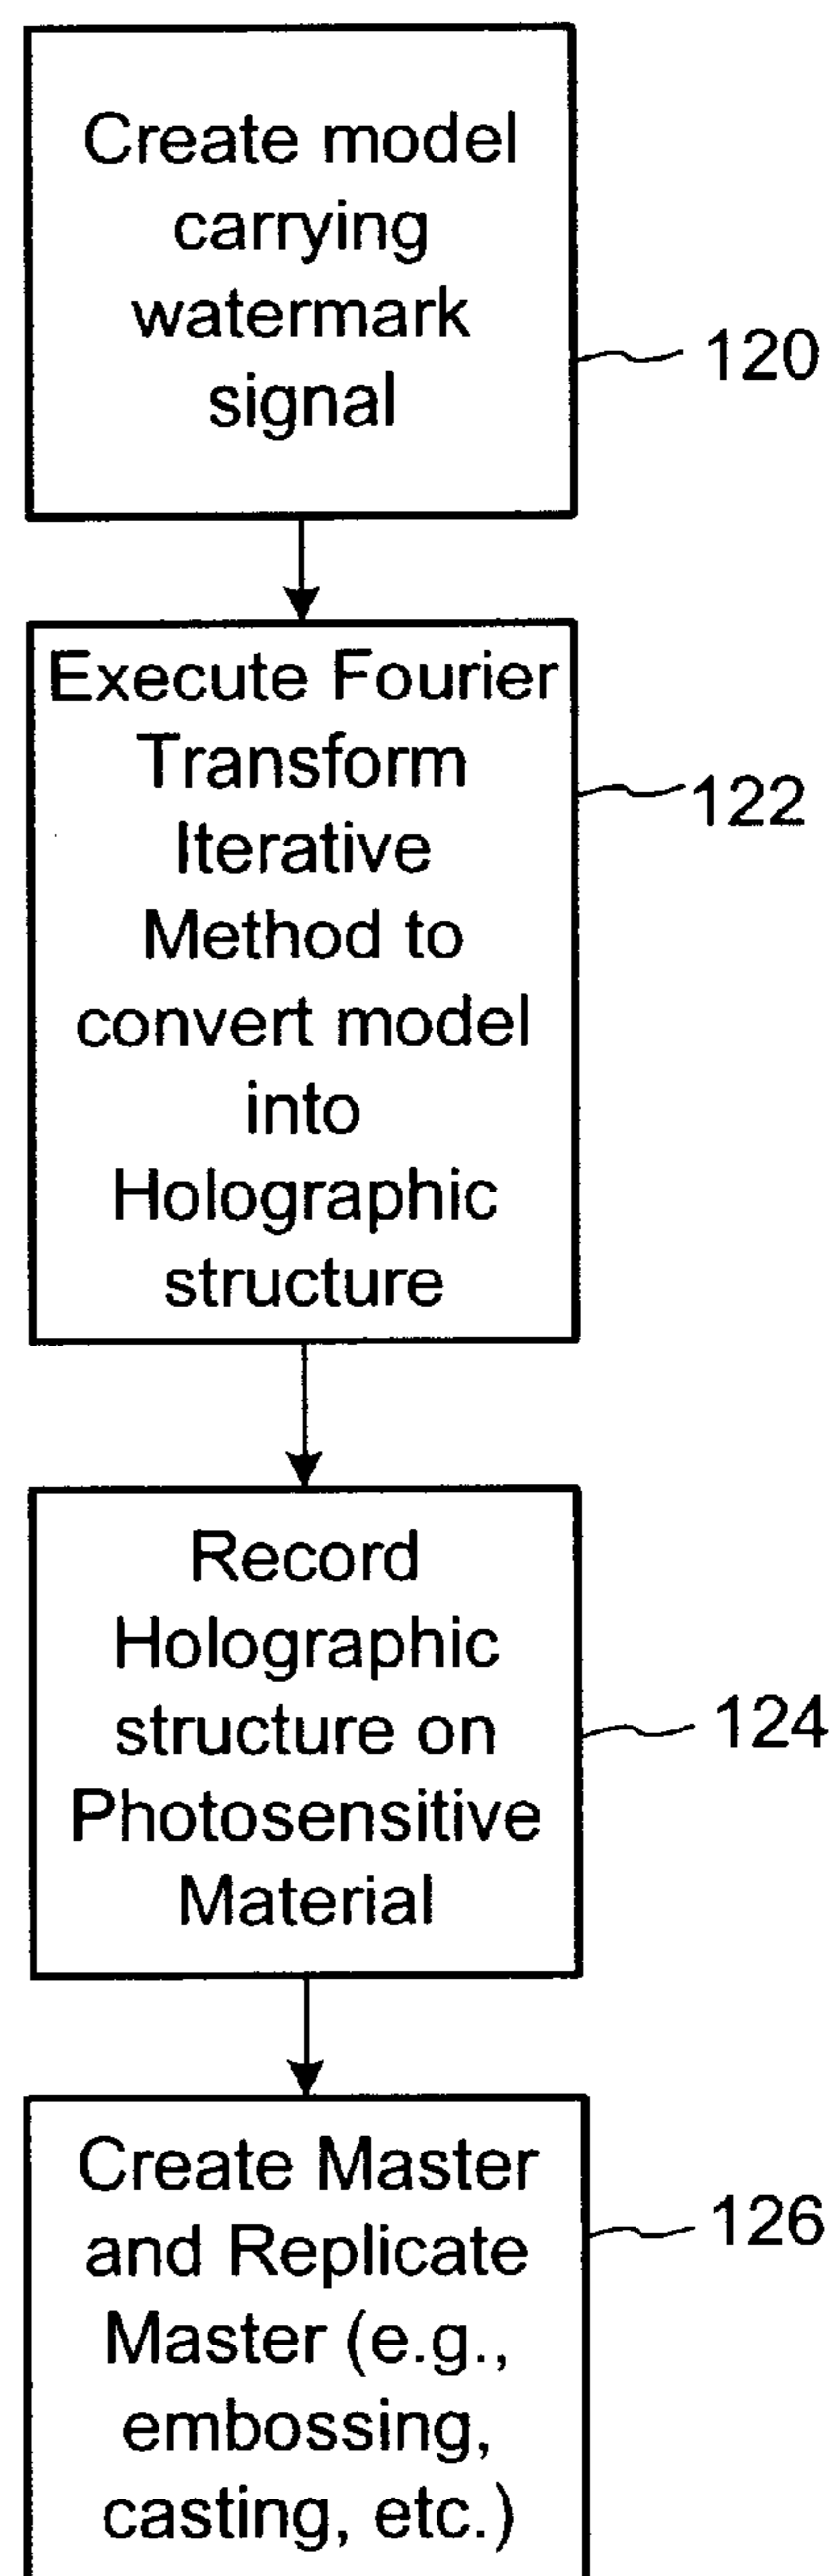 Create model
carrying
watermark
signal
120
Execute Fourier
Transform
Iterative
Method to
convert model
into
Holographic
structure
122
Record
Holographic
structure on
Photosensitive
Material
124
Create Master
and Replicate
Master (e.g.,
embossing,
casting, etc.)
126